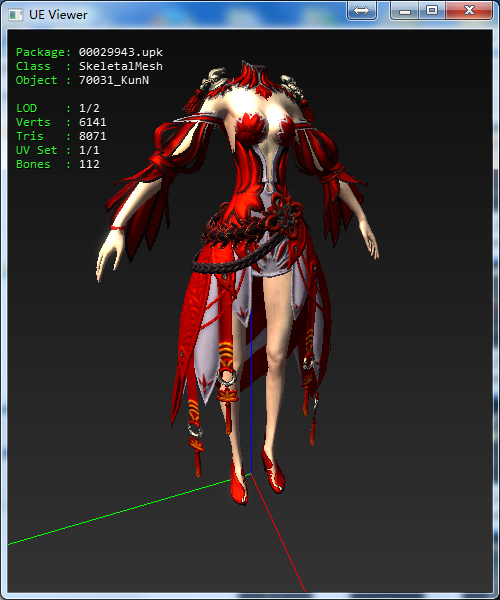 UE Viewer
Package: 00029943.upk
Class : SkeletalMesh
Object : 70031_KunN
LOD : 1/2
Verts : 6141
Tris : 8071
UV Set : 1/1
Bones : 112